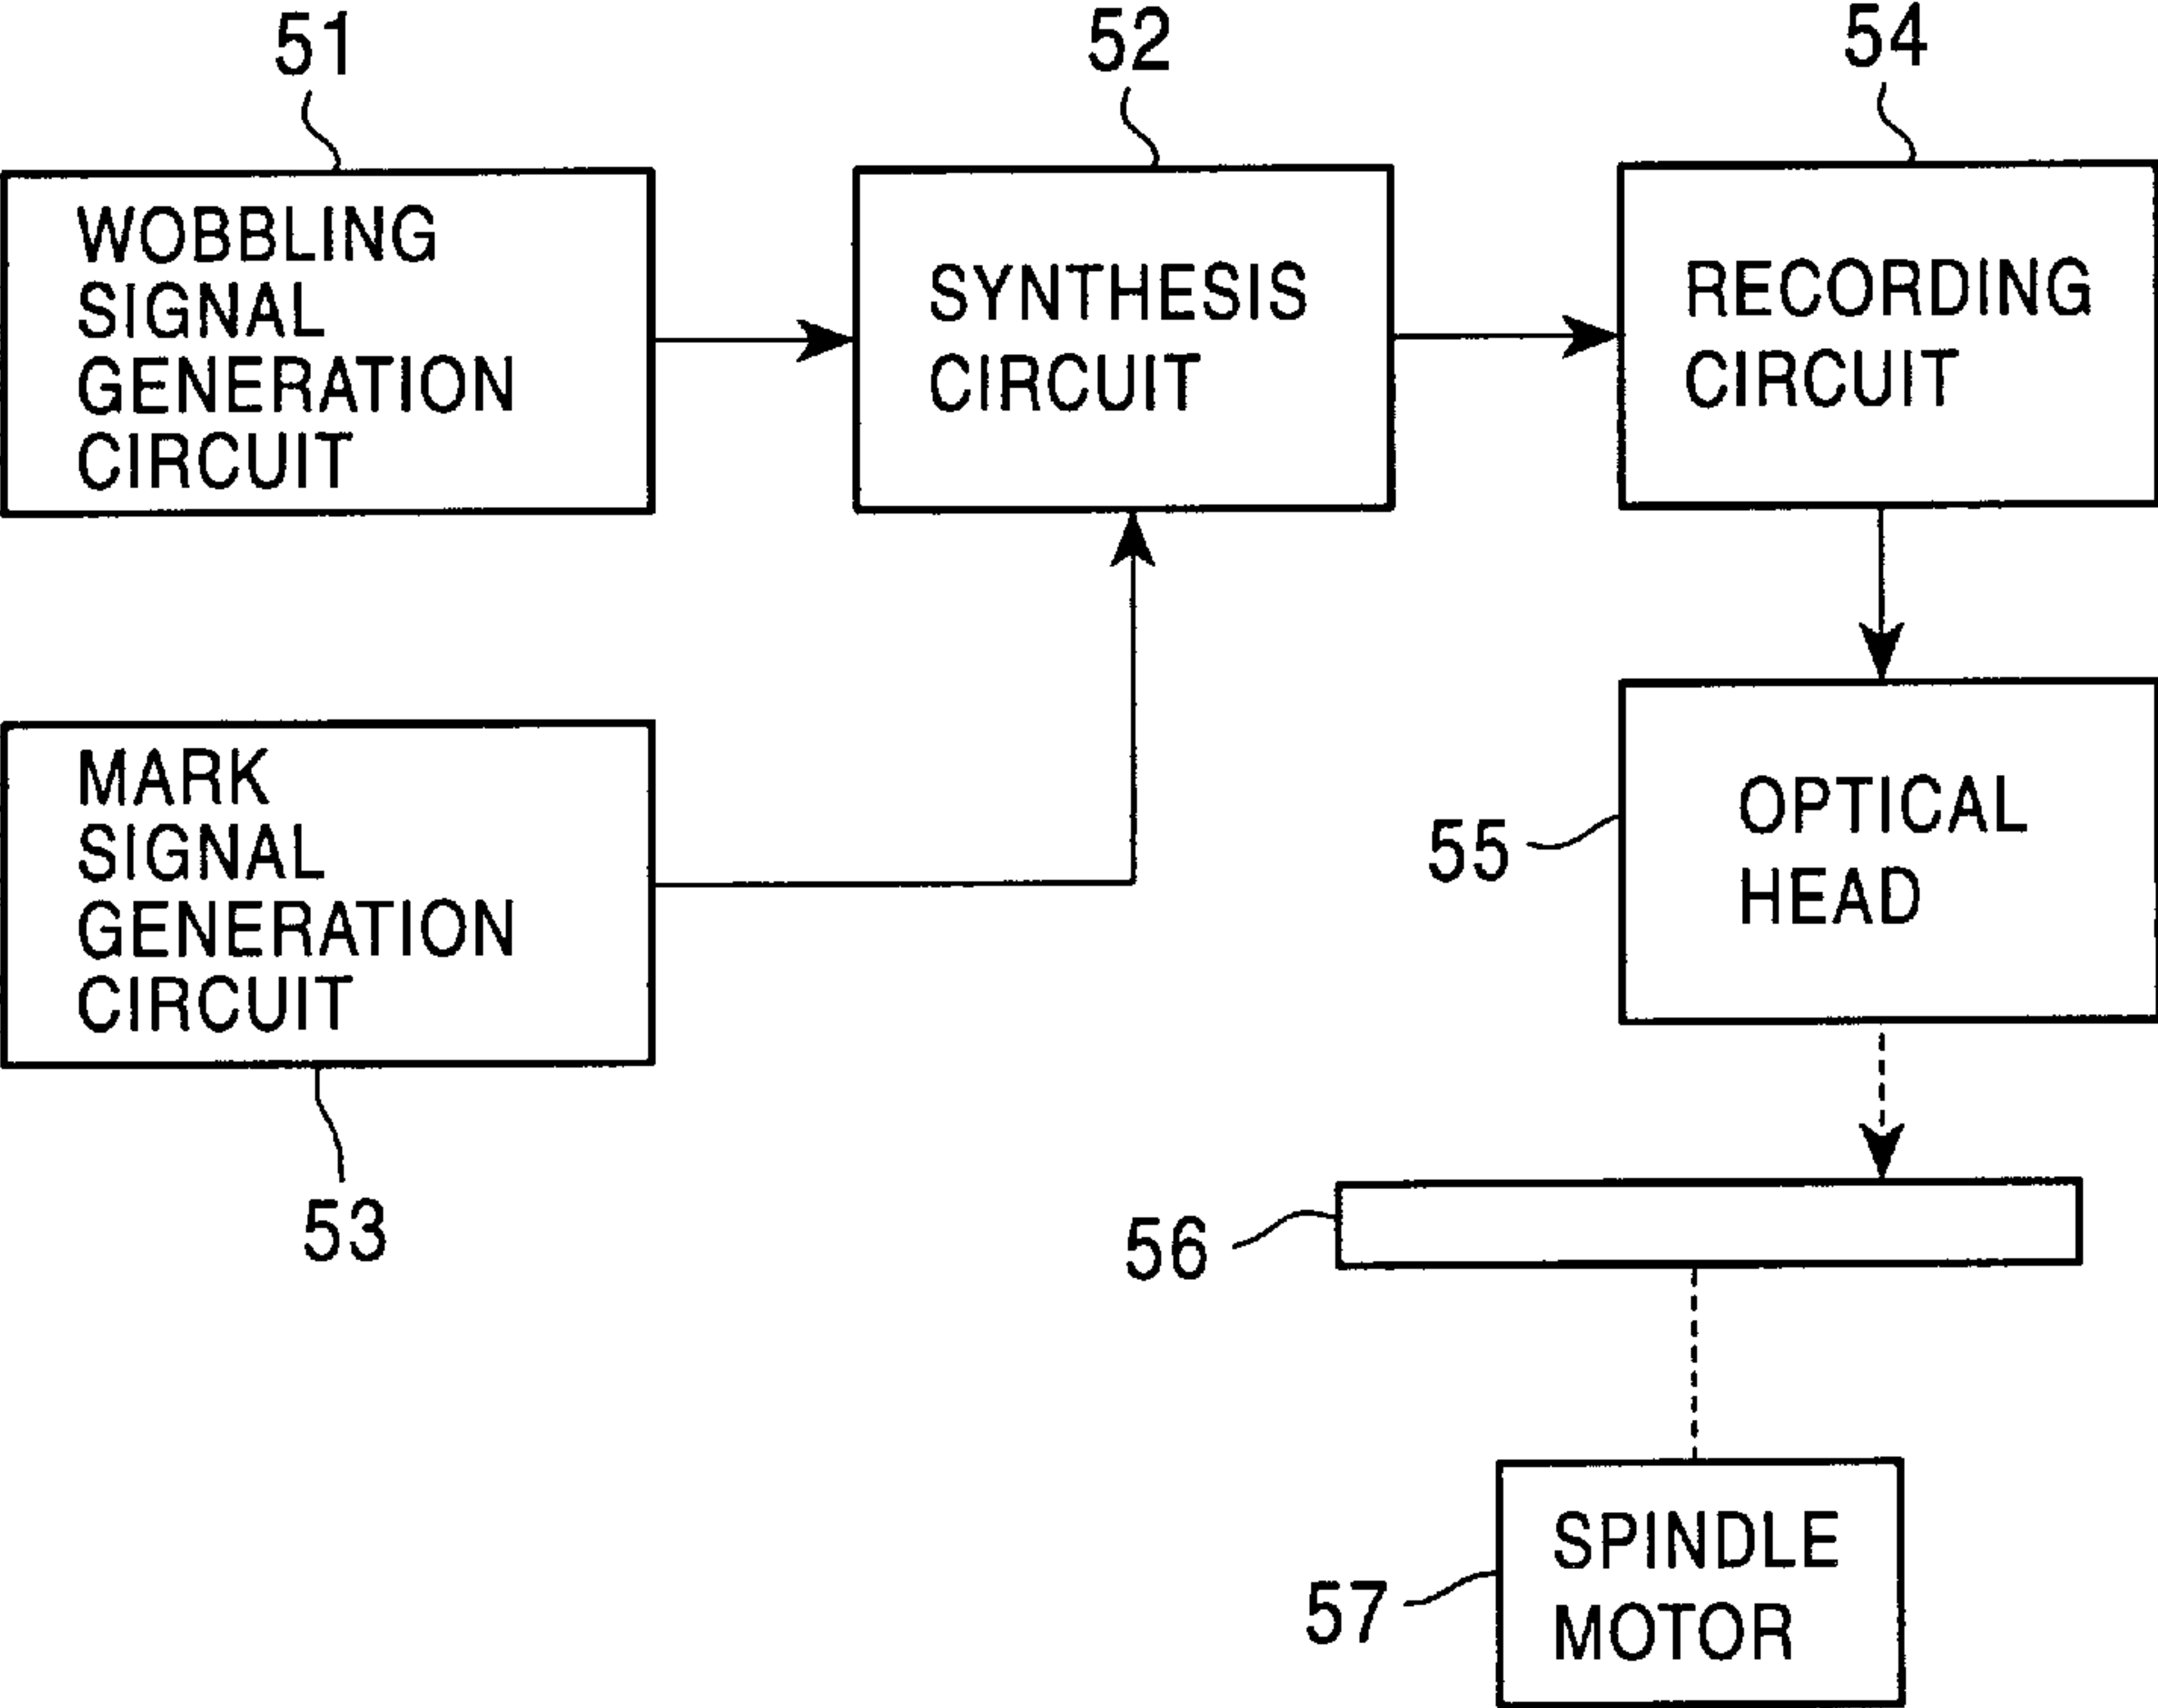 51
52
54
WOBBLING
SIGNAL
GENERATION
CIRCUIT
SYNTHESIS
CIRCUIT
RECORDING
CIRCUIT
MARK
SIGNAL
GENERATION
CIRCUIT
53
55
OPTICAL
HEAD
56
57
SPINDLE
MOTOR